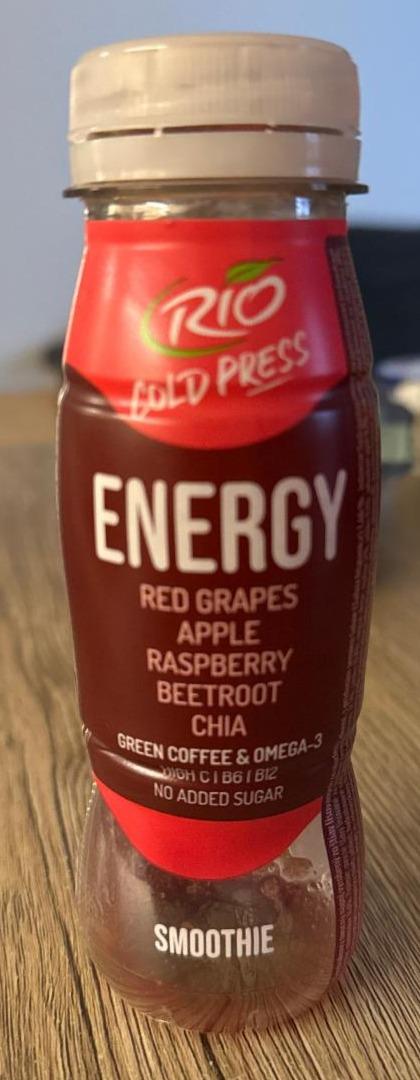 RIO
COLD PRESS
ENERGY
RED GRAPES
APPLE
RASPBERRY
BEETROOT
CHIA
GREEN COFFEE & OMEGA-3
HIGH C | B6 | B12
NO ADDED SUGAR
SMOOTHIE